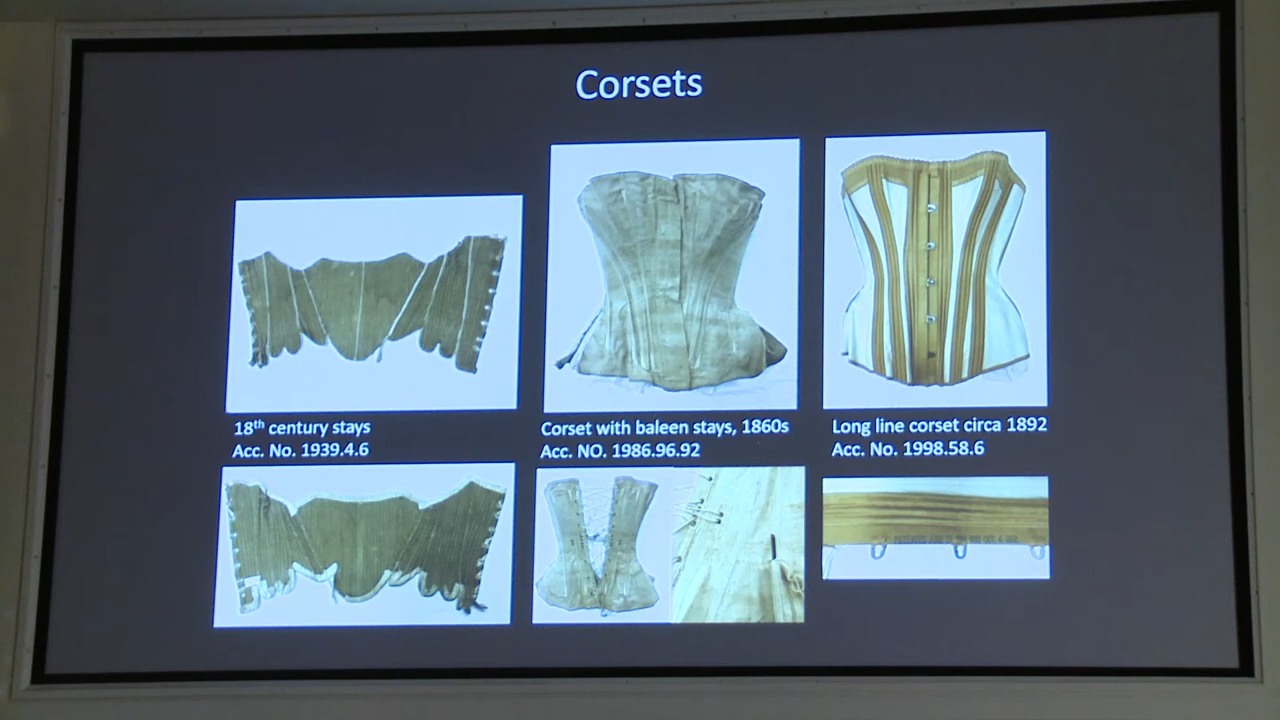 Corsets
18th century stays
Acc. No. 1939.4.6
Corset with baleen stays, 1860s
Acc. NO. 1986.96.92
Long line corset circa 1892
Acc. No. 1998.58.6